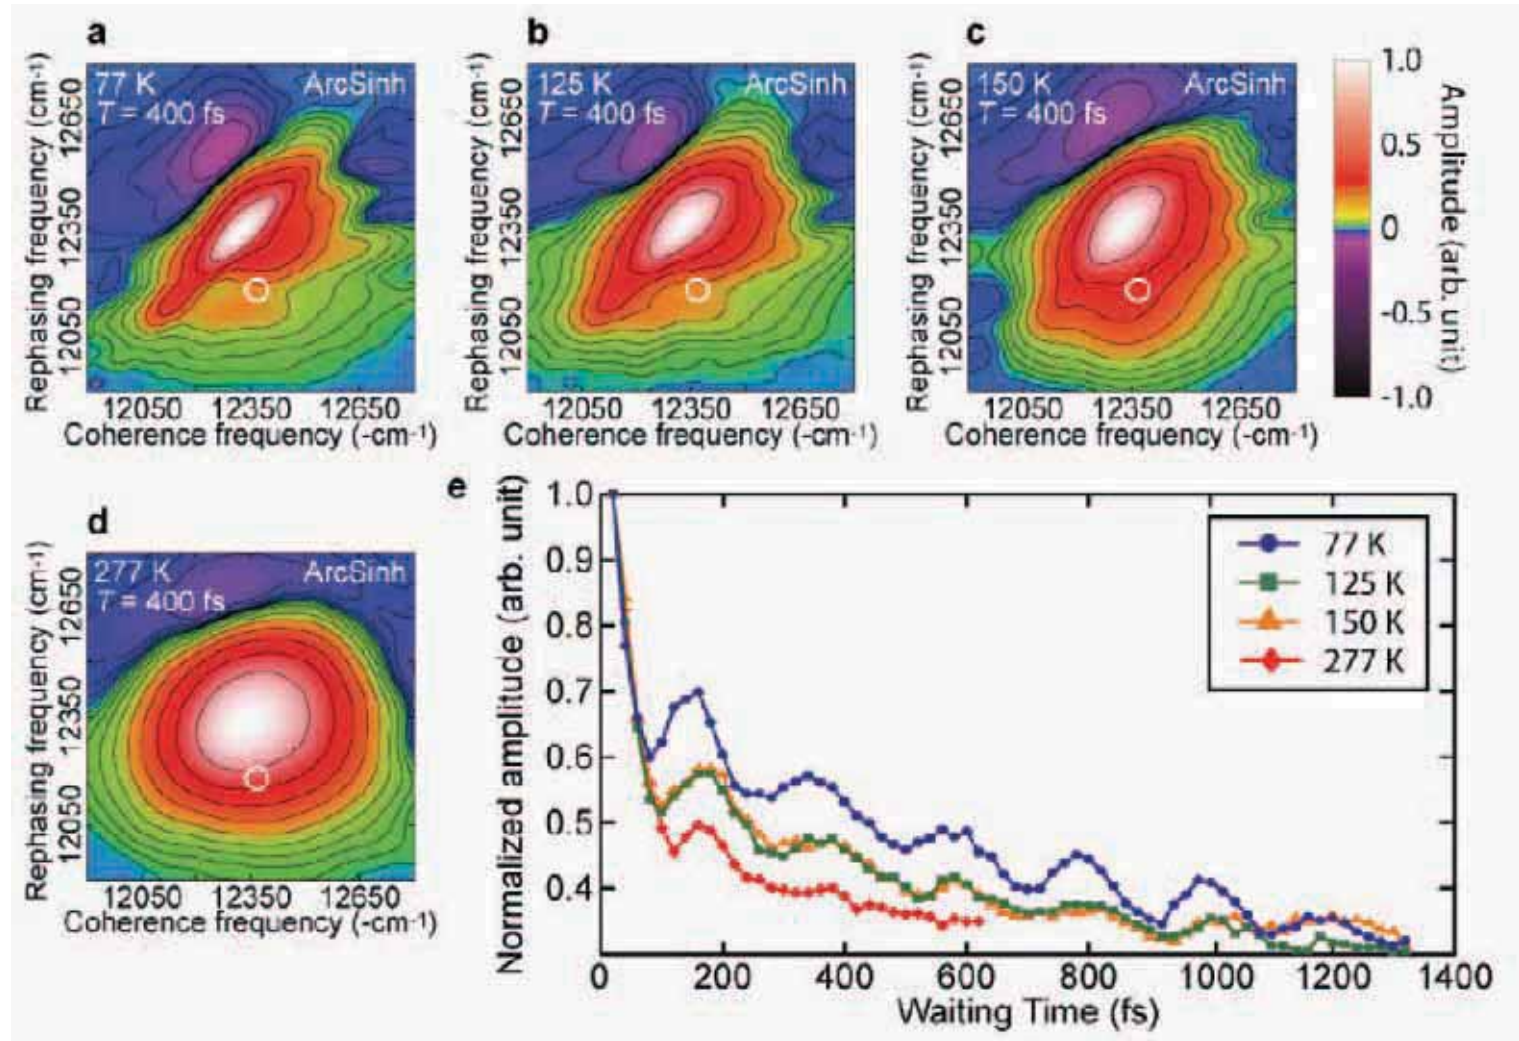 a
77 K ArcSinh
T = 400 fs
Rephasing frequency (cm-1)
12650
12350
12050
12050 12350 12650
Coherence frequency (-cm-1)
b
125 K ArcSinh
T = 400 fs
Rephasing frequency (cm-1)
12650
12350
12050
12050 12350 12650
Coherence frequency (-cm-1)
c
150 K ArcSinh
T = 400 fs
Rephasing frequency (cm-1)
12650
12350
12050
12050 12350 12650
Coherence frequency (-cm-1)
1.0
0.5
0
-0.5
-1.0
Amplitude (arb. unit)
d
277 K ArcSinh
T = 400 fs
Rephasing frequency (cm-1)
12650
12350
12050
12050 12350 12650
Coherence frequency (-cm-1)
e
Normalized amplitude (arb. unit)
1.0
0.9
0.8
0.7
0.6
0.5
0.4
77 K
125 K
150 K
277 K
0 200 400 600 800 1000 1200 1400
Waiting Time (fs)